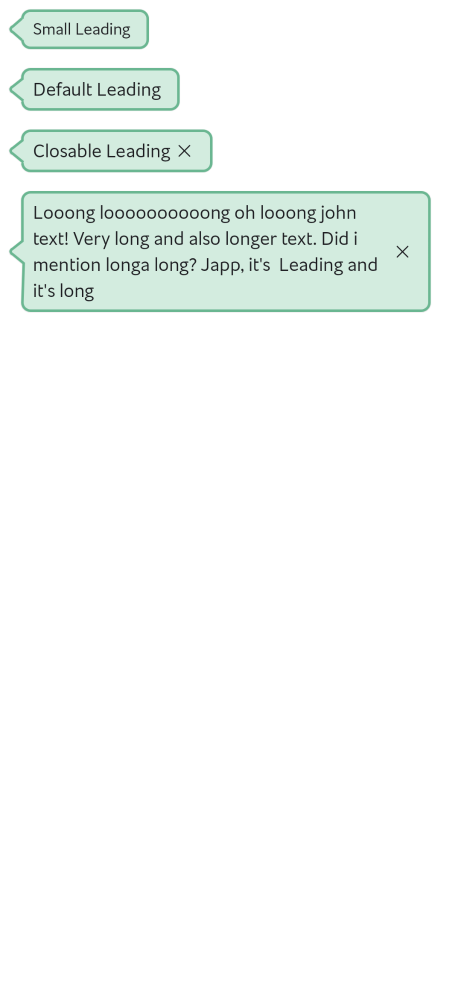 Small Leading
Default Leading
Closable Leading
Looong looooooooooong oh looong john
text! Very long and also longer text. Did i
mention longa long? Japp, it's  Leading and
it's long